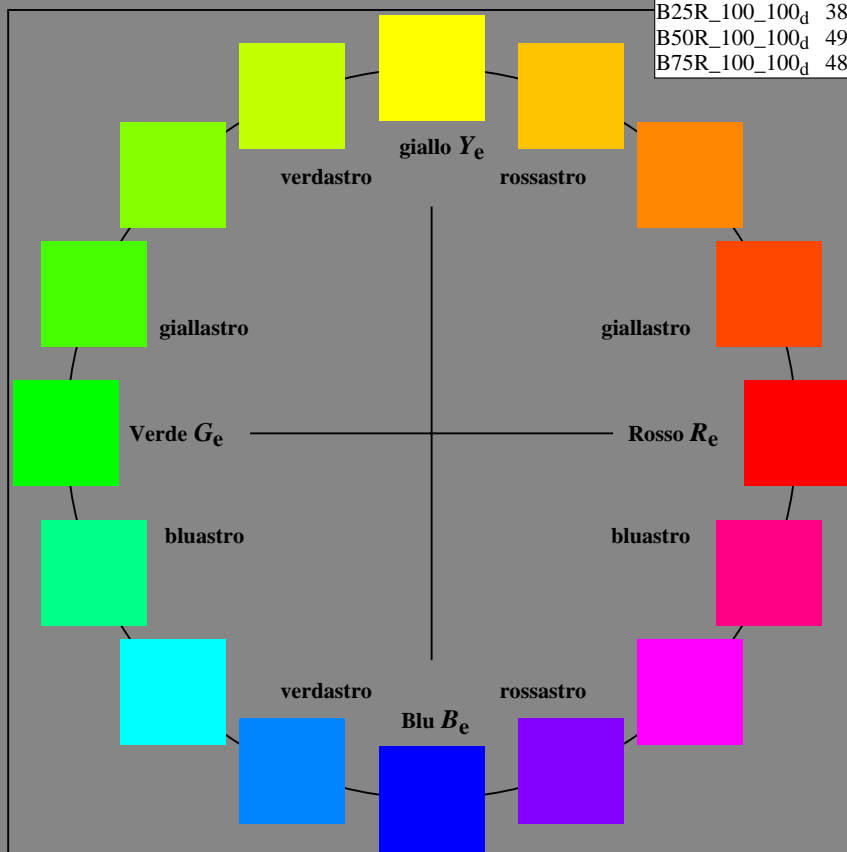 B25R_100_100d 38
B50R_100_100d 49
B75R_100_100d 48
giallo Ye
verdastro rossastro
giallastro giallastro
Verde Ge Rosso Re
bluastro bluastro
verdastro rossastro
Blu Be